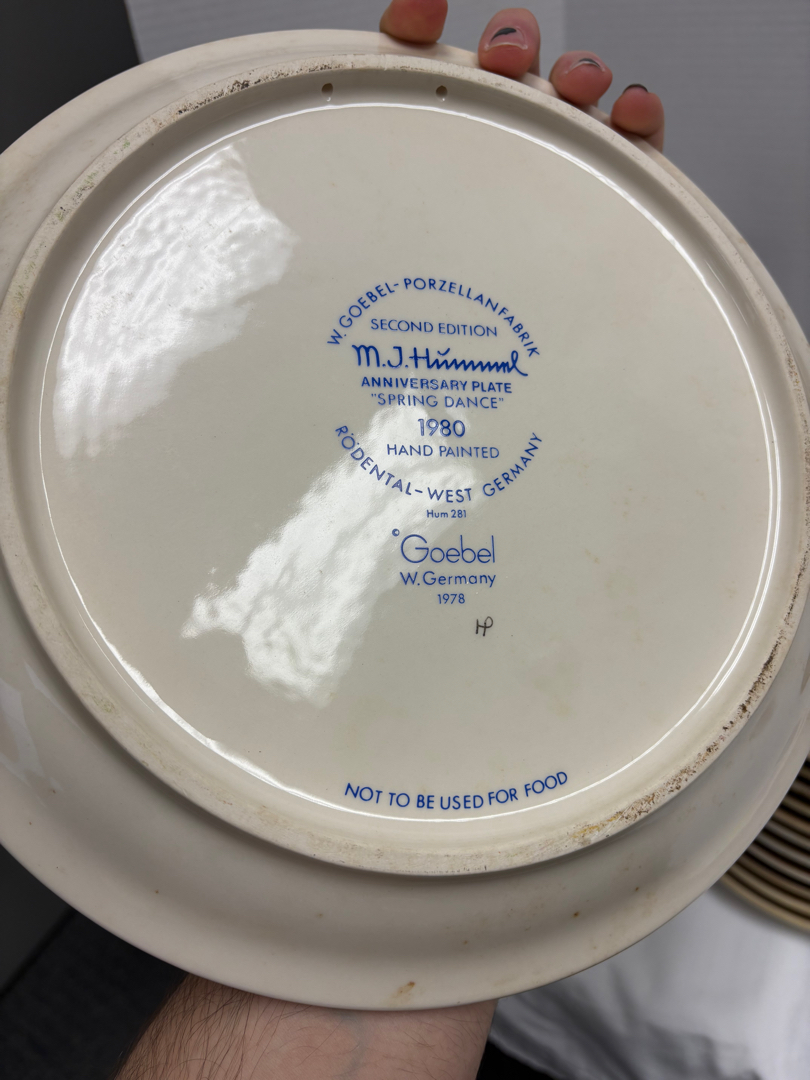 W. GOEBEL-PORZELLANFABRIK
SECOND EDITION
M.J.Hummel
ANNIVERSARY PLATE
"SPRING DANCE"
1980
HAND PAINTED
RÖDENTAL-WEST GERMANY
Hum 281
© Goebel
W.Germany
1978
HP
NOT TO BE USED FOR FOOD